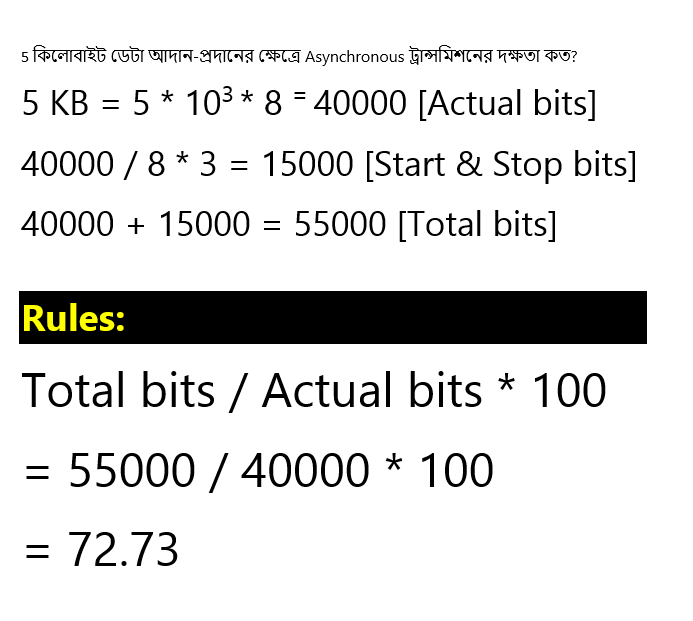 5 কিলোবাইট ডেটা আদান-প্রদানের ক্ষেত্রে Asynchronous ট্রান্সমিশনের দক্ষতা কত?
5 KB = 5 * 10³ * 8 = 40000 [Actual bits]
40000 / 8 * 3 = 15000 [Start & Stop bits]
40000 + 15000 = 55000 [Total bits]
Rules:
Total bits / Actual bits * 100
= 55000 / 40000 * 100
= 72.73